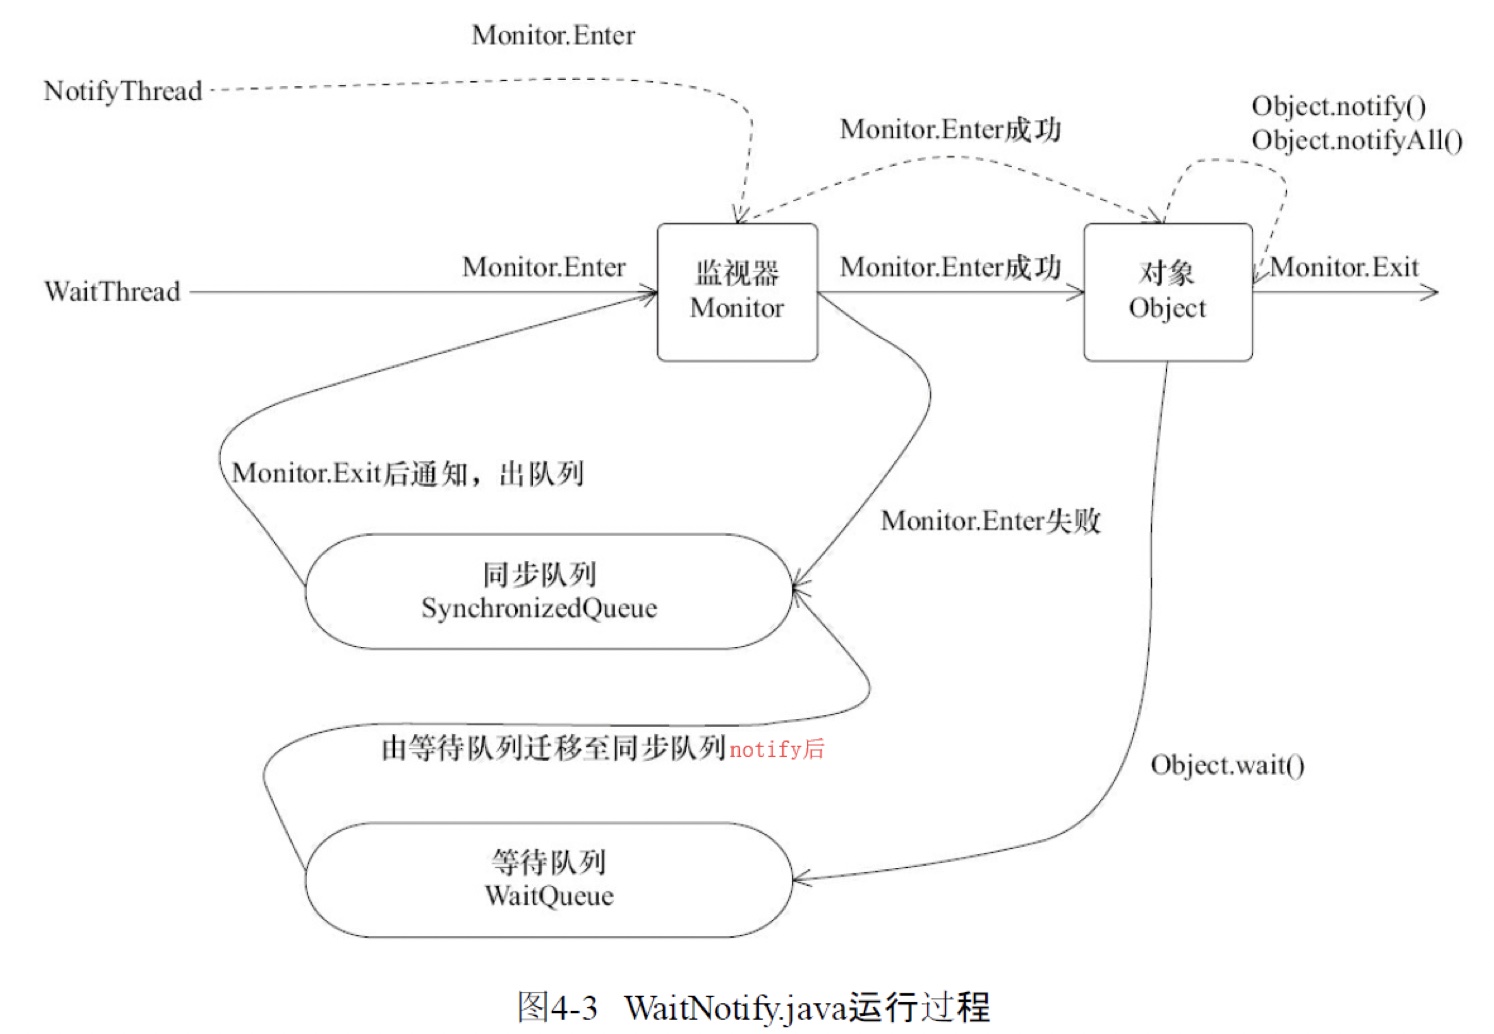 Monitor.Enter
NotifyThread
Object.notify()
Object.notifyAll()
Monitor.Enter成功
WaitThread
Monitor.Enter
监视器
Monitor
Monitor.Enter成功
对象
Object
Monitor.Exit
Monitor.Exit后通知，出队列
Monitor.Enter失败
同步队列
SynchronizedQueue
由等待队列迁移至同步队列notify后
Object.wait()
等待队列
WaitQueue
图4-3 WaitNotify.java运行过程